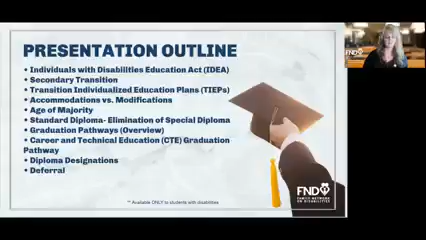 PRESENTATION OUTLINE
• Individuals with Disabilities Education Act (IDEA)
• Secondary Transition
• Transition Individualized Education Plans (TIEPs)
• Accommodations vs. Modifications
• Age of Majority
• Standard Diploma- Elimination of Special Diploma
• Graduation Pathways (Overview)
• Career and Technical Education (CTE) Graduation
Pathway
• Diploma Designations
• Deferral
** Available ONLY to students with disabilities
FND
FAMILY NETWORK
ON DISABILITIES
FND